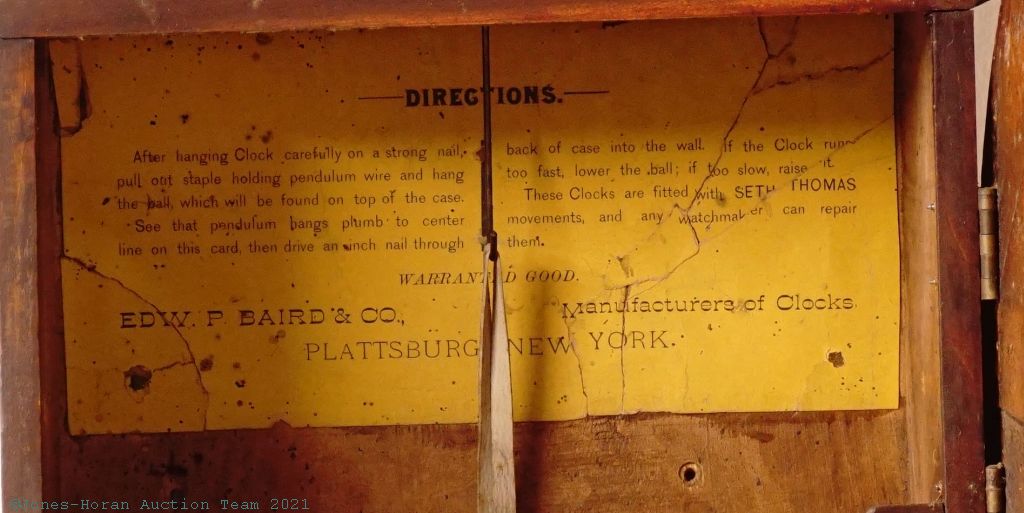 DIRECTIONS.
After hanging Clock carefully on a strong nail,
pull out staple holding pendulum wire and hang
the ball, which will be found on top of the case.
See that pendulum hangs plumb to center
line on this card, then drive an inch nail through
back of case into the wall. If the Clock runs
too fast, lower the ball; if too slow, raise it.
These Clocks are fitted with SETH THOMAS
movements, and any watchmaker can repair
them.
WARRANTED GOOD.
EDW. P. BAIRD & CO., Manufacturers of Clocks,
PLATTSBURG, NEW YORK.
©Jones-Horan Auction Team 2021